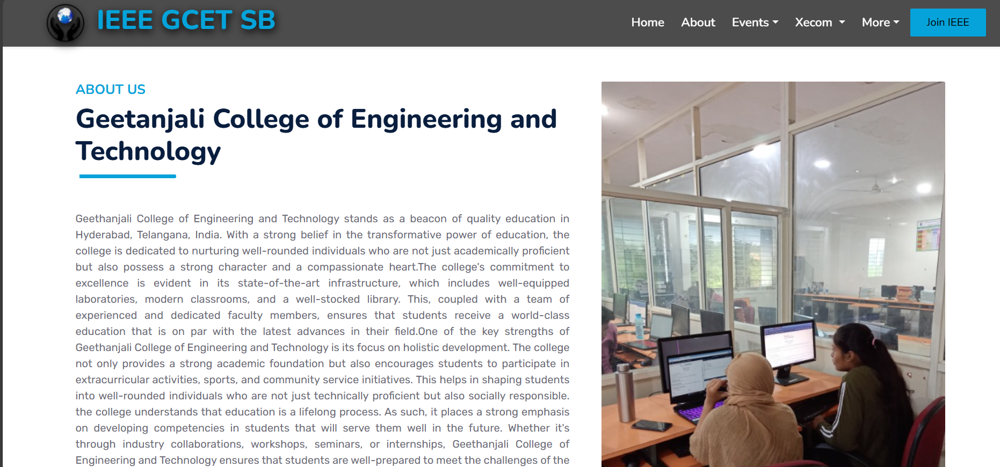 IEEE GCET SB
Home About Events Xecom More Join IEEE
ABOUT US
Geetanjali College of Engineering and
Technology
Geethanjali College of Engineering and Technology stands as a beacon of quality education in
Hyderabad, Telangana, India. With a strong belief in the transformative power of education, the
college is dedicated to nurturing well-rounded individuals who are not just academically proficient
but also possess a strong character and a compassionate heart.The college's commitment to
excellence is evident in its state-of-the-art infrastructure, which includes well-equipped
laboratories, modern classrooms, and a well-stocked library. This, coupled with a team of
experienced and dedicated faculty members, ensures that students receive a world-class
education that is on par with the latest advances in their field.One of the key strengths of
Geethanjali College of Engineering and Technology is its focus on holistic development. The college
not only provides a strong academic foundation but also encourages students to participate in
extracurricular activities, sports, and community service initiatives. This helps in shaping students
into well-rounded individuals who are not just technically proficient but also socially responsible.
the college understands that education is a lifelong process. As such, it places a strong emphasis
on developing competencies in students that will serve them well in the future. Whether it's
through industry collaborations, workshops, seminars, or internships, Geethanjali College of
Engineering and Technology ensures that students are well-prepared to meet the challenges of the